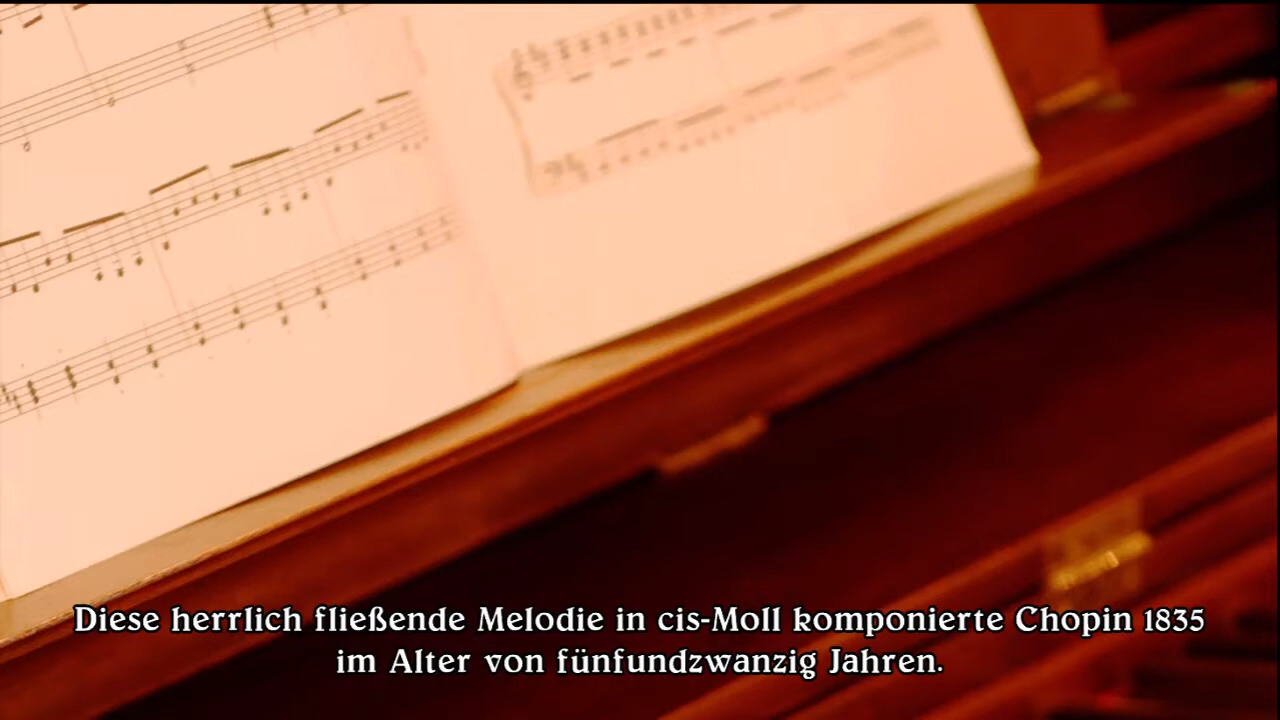 Diese herrlich fließende Melodie in cis-Moll komponierte Chopin 1835
im Alter von fünfundzwanzig Jahren.